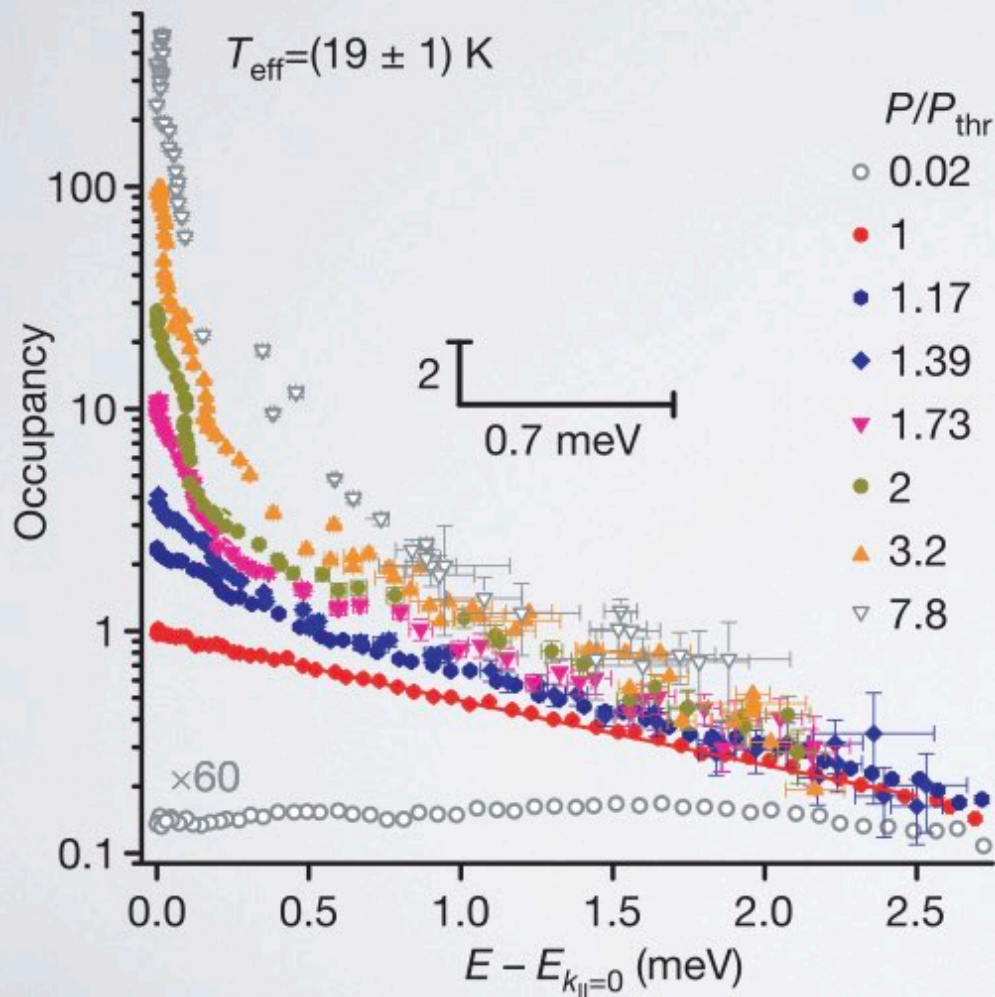 T_eff=(19 ± 1) K
P/P_thr
0.02
1
1.17
1.39
1.73
2
3.2
7.8
2
0.7 meV
×60
Occupancy
100
10
1
0.1
0.0 0.5 1.0 1.5 2.0 2.5
E – E_{k_{||}=0} (meV)